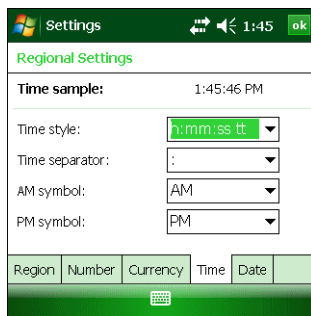 Settings 1:45 ok
Regional Settings
Time sample: 1:45:46 PM
Time style: h:mm:ss tt
Time separator: :
AM symbol: AM
PM symbol: PM
Region Number Currency Time Date